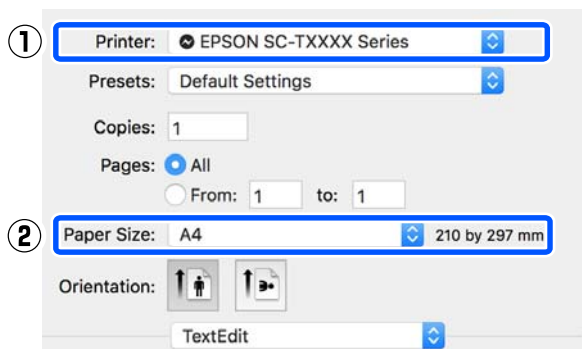 ① Printer: EPSON SC-TXXXX Series
Presets: Default Settings
Copies: 1
Pages: All
From: 1 to: 1
② Paper Size: A4 210 by 297 mm
Orientation:
TextEdit